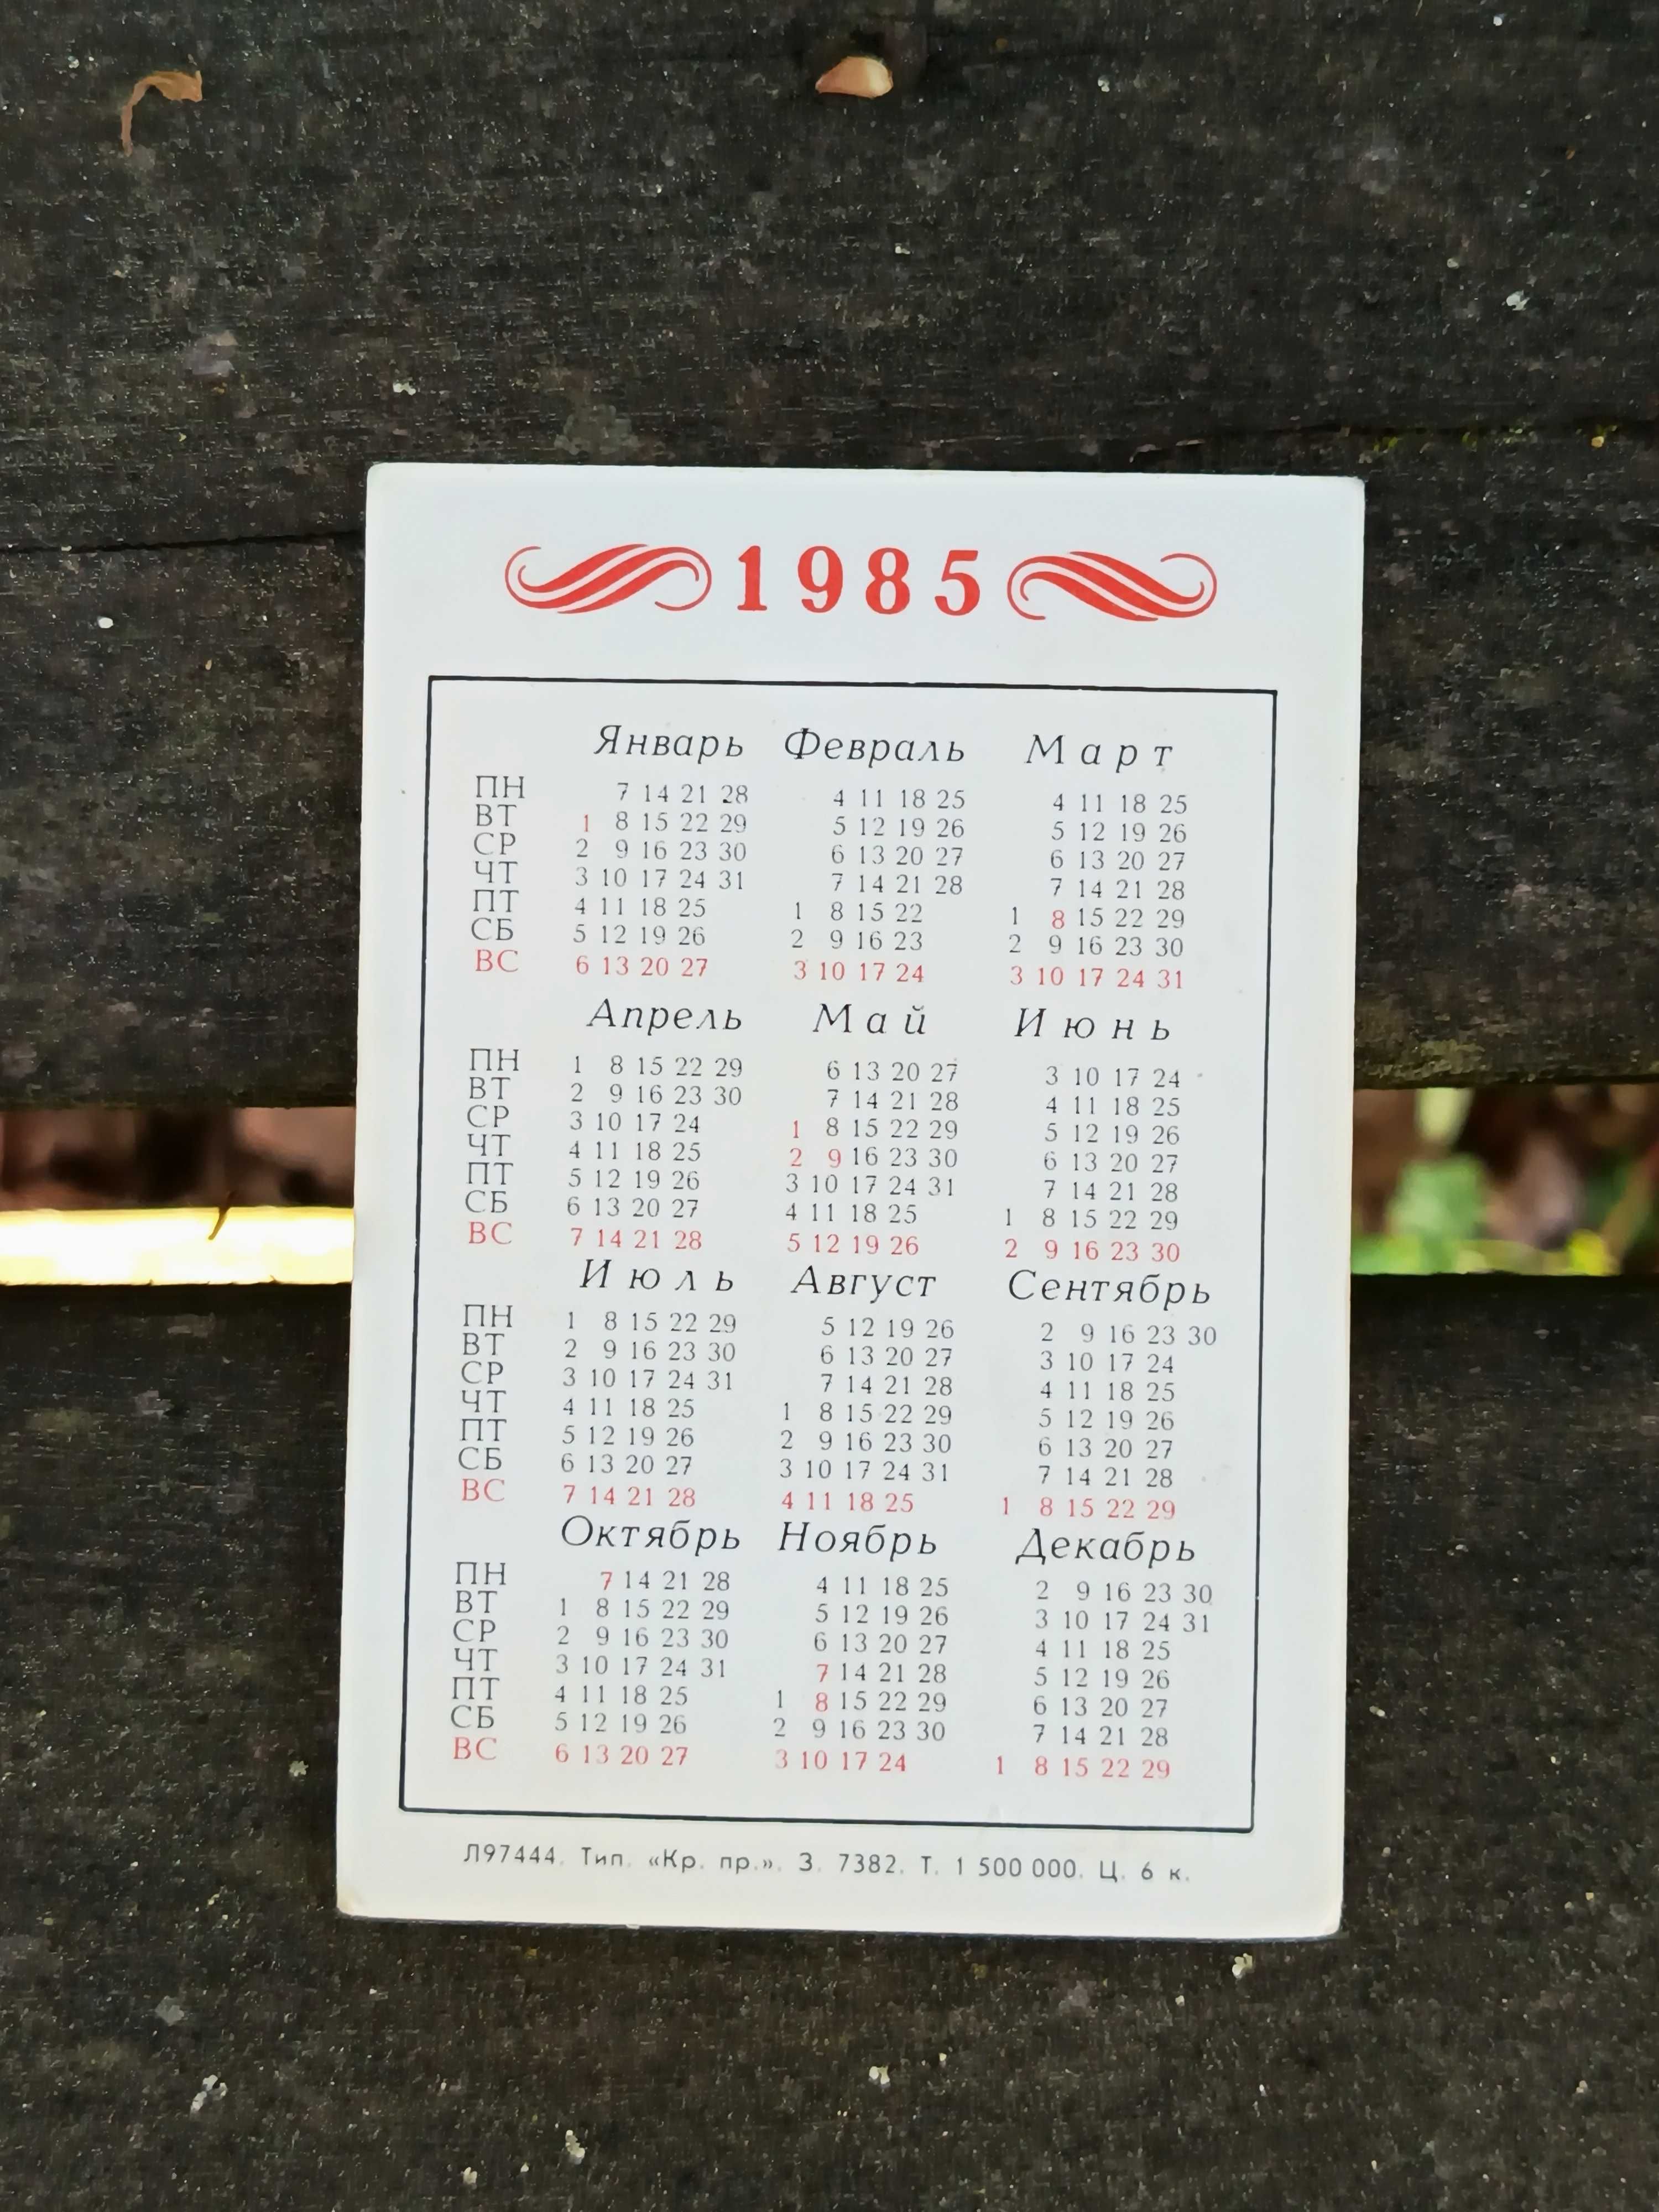 1985
Январь Февраль Март
ПН 7 14 21 28 4 11 18 25 4 11 18 25
ВТ 1 8 15 22 29 5 12 19 26 5 12 19 26
СР 2 9 16 23 30 6 13 20 27 6 13 20 27
ЧТ 3 10 17 24 31 7 14 21 28 7 14 21 28
ПТ 4 11 18 25 1 8 15 22 1 8 15 22 29
СБ 5 12 19 26 2 9 16 23 2 9 16 23 30
ВС 6 13 20 27 3 10 17 24 3 10 17 24 31
Апрель Май Июнь
ПН 1 8 15 22 29 6 13 20 27 3 10 17 24
ВТ 2 9 16 23 30 7 14 21 28 4 11 18 25
СР 3 10 17 24 1 8 15 22 29 5 12 19 26
ЧТ 4 11 18 25 2 9 16 23 30 6 13 20 27
ПТ 5 12 19 26 3 10 17 24 31 7 14 21 28
СБ 6 13 20 27 4 11 18 25 1 8 15 22 29
ВС 7 14 21 28 5 12 19 26 2 9 16 23 30
Июль Август Сентябрь
ПН 1 8 15 22 29 5 12 19 26 2 9 16 23 30
ВТ 2 9 16 23 30 6 13 20 27 3 10 17 24
СР 3 10 17 24 31 7 14 21 28 4 11 18 25
ЧТ 4 11 18 25 1 8 15 22 29 5 12 19 26
ПТ 5 12 19 26 2 9 16 23 30 6 13 20 27
СБ 6 13 20 27 3 10 17 24 31 7 14 21 28
ВС 7 14 21 28 4 11 18 25 1 8 15 22 29
Октябрь Ноябрь Декабрь
ПН 7 14 21 28 4 11 18 25 2 9 16 23 30
ВТ 1 8 15 22 29 5 12 19 26 3 10 17 24 31
СР 2 9 16 23 30 6 13 20 27 4 11 18 25
ЧТ 3 10 17 24 31 7 14 21 28 5 12 19 26
ПТ 4 11 18 25 1 8 15 22 29 6 13 20 27
СБ 5 12 19 26 2 9 16 23 30 7 14 21 28
ВС 6 13 20 27 3 10 17 24 1 8 15 22 29
Л97444. Тип. «Кр. пр.». З. 7382. Т. 1 500 000. Ц. 6 к.